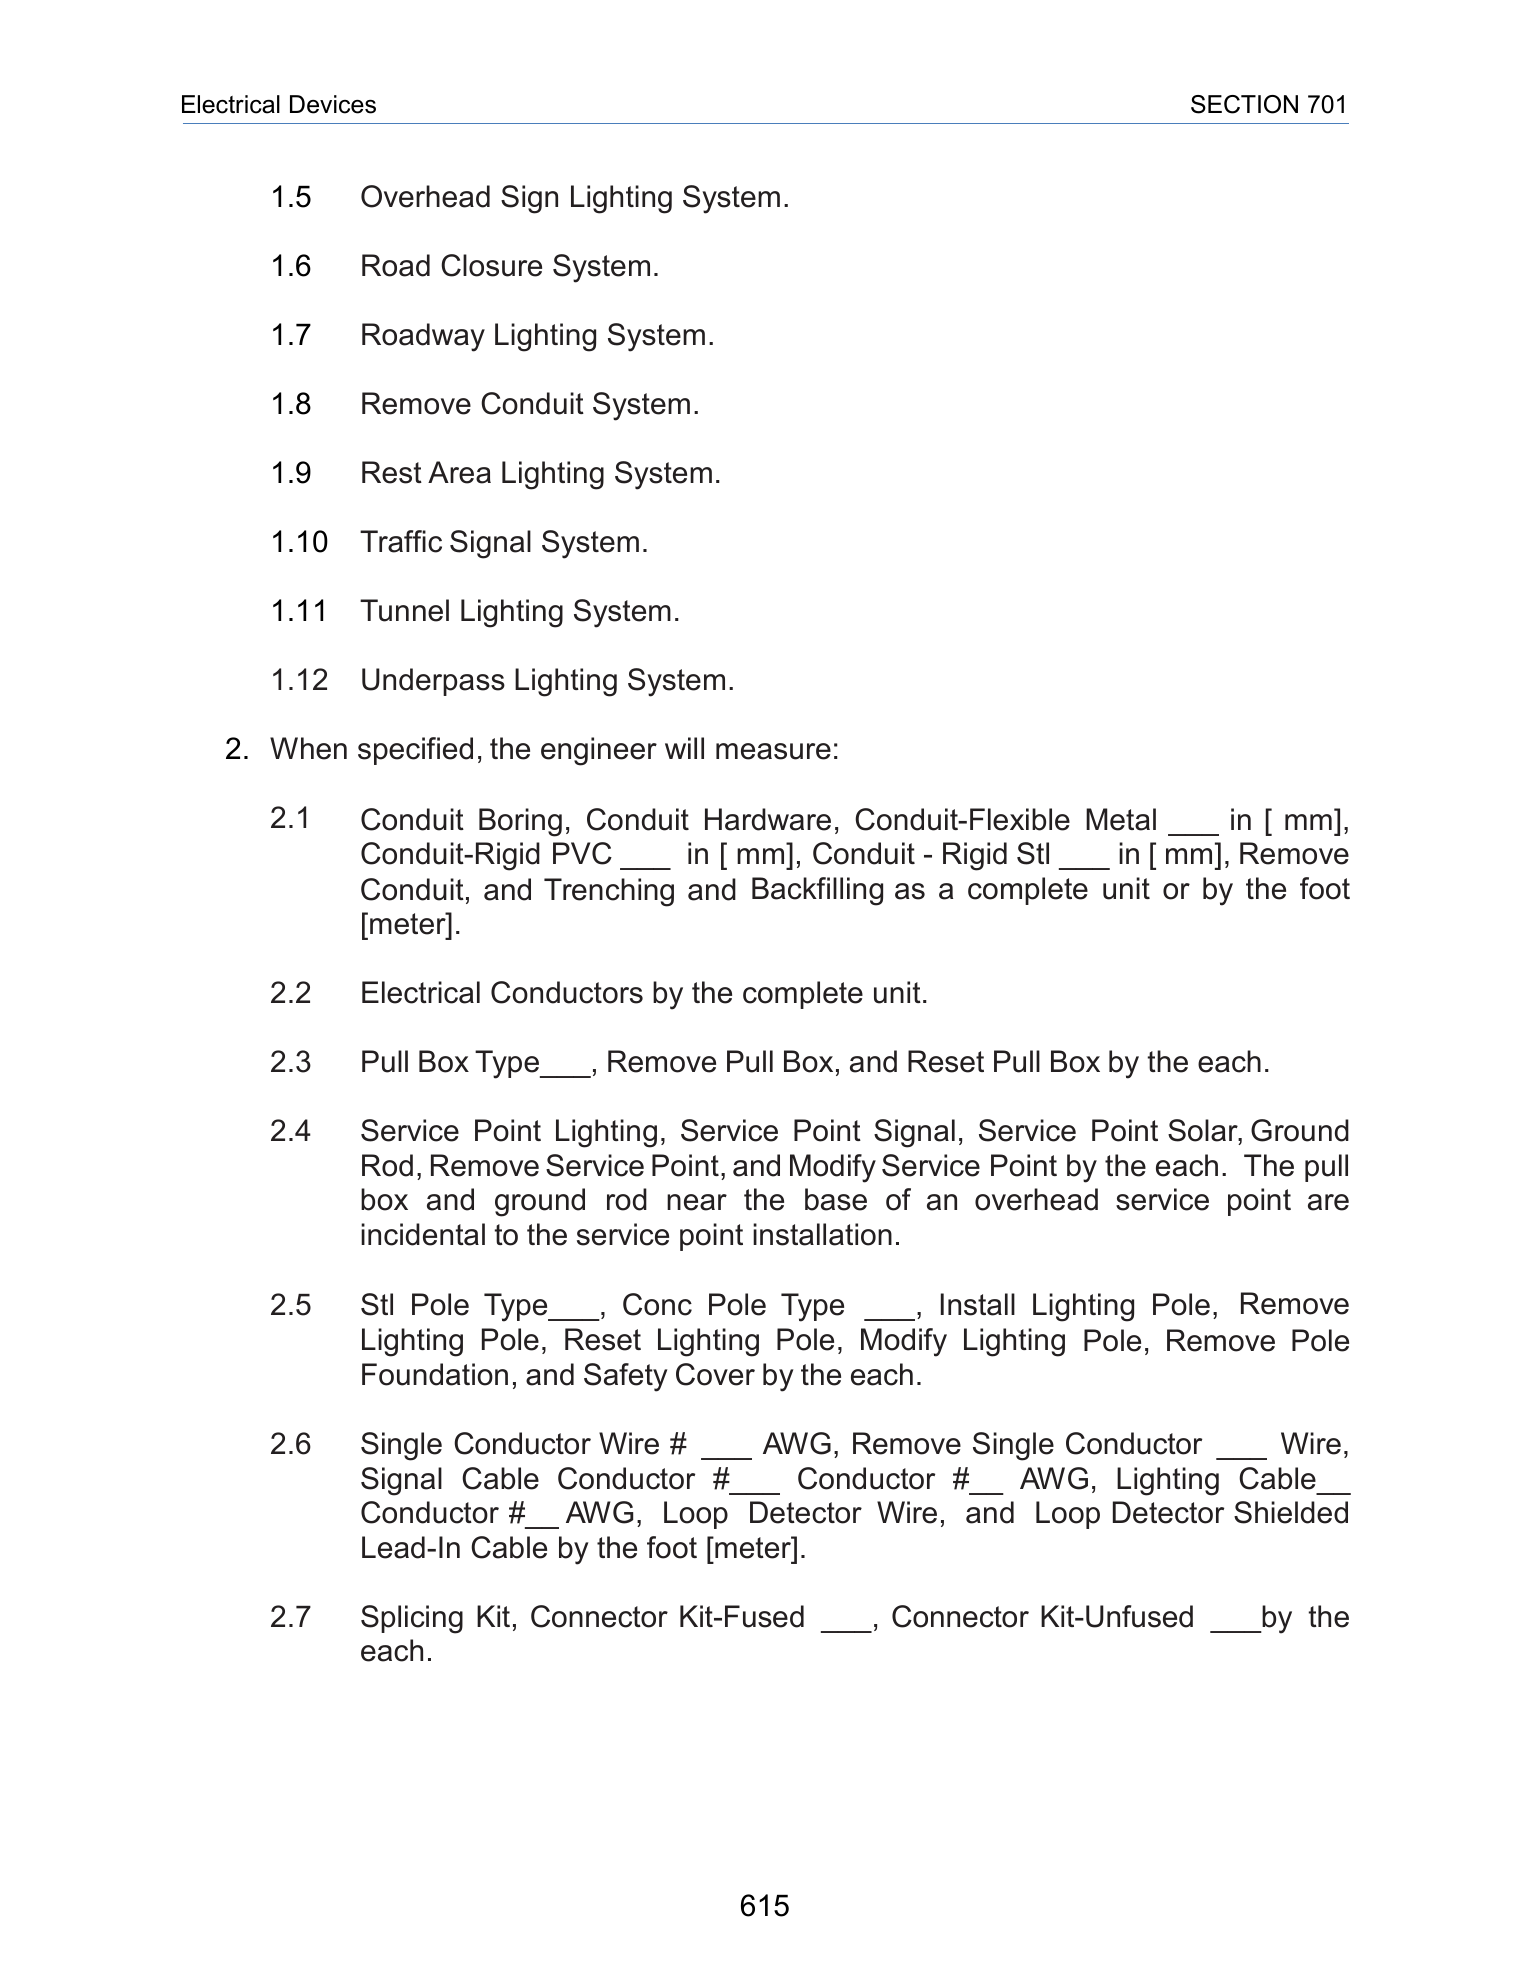 Electrical Devices SECTION 701
1.5 Overhead Sign Lighting System.
1.6 Road Closure System.
1.7 Roadway Lighting System.
1.8 Remove Conduit System.
1.9 Rest Area Lighting System.
1.10 Traffic Signal System.
1.11 Tunnel Lighting System.
1.12 Underpass Lighting System.
2. When specified, the engineer will measure:
2.1 Conduit Boring, Conduit Hardware, Conduit-Flexible Metal ___ in [ mm],
Conduit-Rigid PVC ___ in [ mm], Conduit - Rigid Stl ___ in [ mm], Remove
Conduit, and Trenching and Backfilling as a complete unit or by the foot
[meter].
2.2 Electrical Conductors by the complete unit.
2.3 Pull Box Type___, Remove Pull Box, and Reset Pull Box by the each.
2.4 Service Point Lighting, Service Point Signal, Service Point Solar, Ground
Rod, Remove Service Point, and Modify Service Point by the each. The pull
box and ground rod near the base of an overhead service point are
incidental to the service point installation.
2.5 Stl Pole Type___, Conc Pole Type ___, Install Lighting Pole, Remove
Lighting Pole, Reset Lighting Pole, Modify Lighting Pole, Remove Pole
Foundation, and Safety Cover by the each.
2.6 Single Conductor Wire # ___ AWG, Remove Single Conductor ___ Wire,
Signal Cable Conductor #___ Conductor #__ AWG, Lighting Cable__
Conductor #__ AWG, Loop Detector Wire, and Loop Detector Shielded
Lead-In Cable by the foot [meter].
2.7 Splicing Kit, Connector Kit-Fused ___, Connector Kit-Unfused ___by the
each.
615